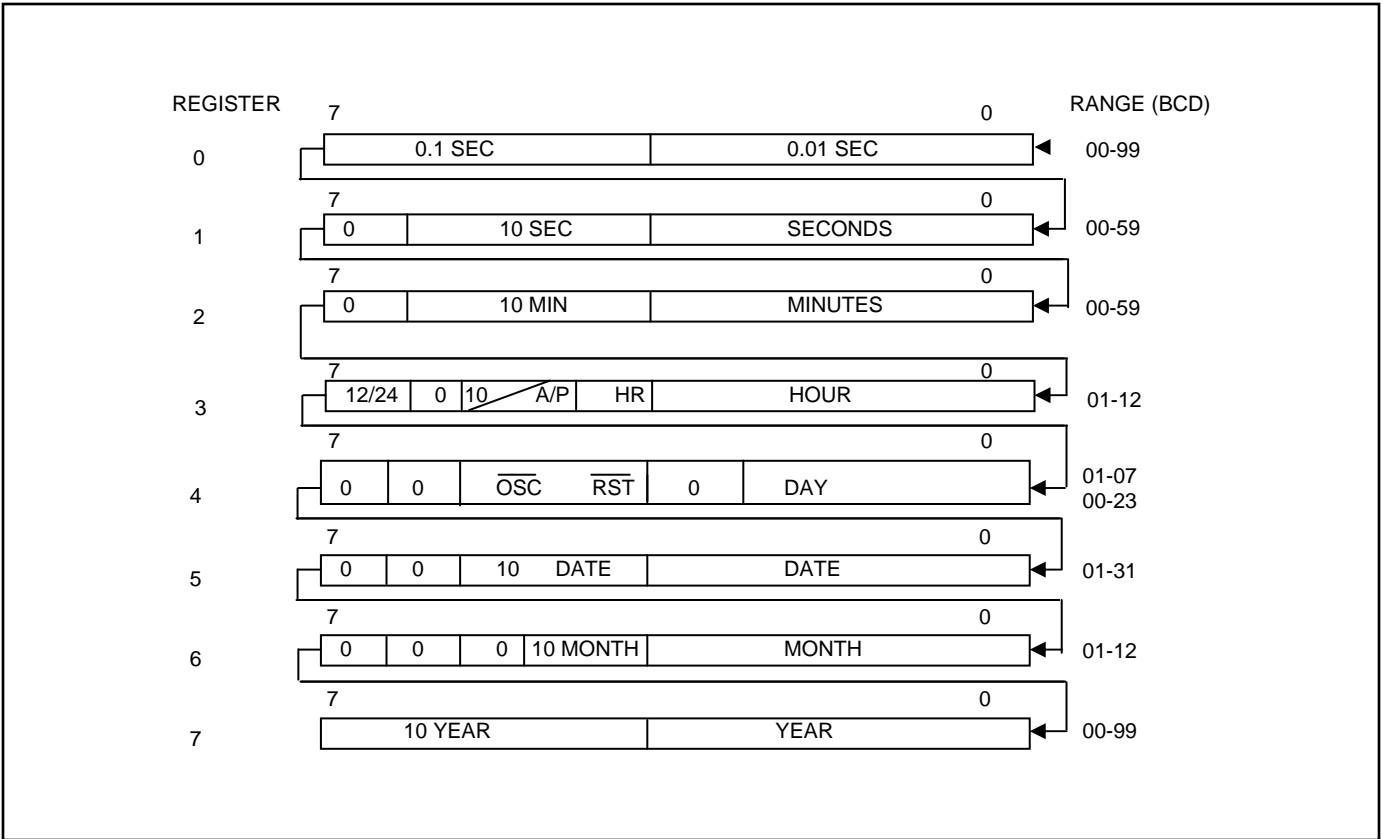 REGISTER 7 0 RANGE (BCD)
0 0.1 SEC 0.01 SEC 00-99
7 0
1 0 10 SEC SECONDS 00-59
7 0
2 0 10 MIN MINUTES 00-59
7 0
3 12/24 0 10 A/P HR HOUR 01-12
7 0
4 0 0 OSC RST 0 DAY 01-07
00-23
7 0
5 0 0 10 DATE DATE 01-31
7 0
6 0 0 0 10 MONTH MONTH 01-12
7 0
7 10 YEAR YEAR 00-99